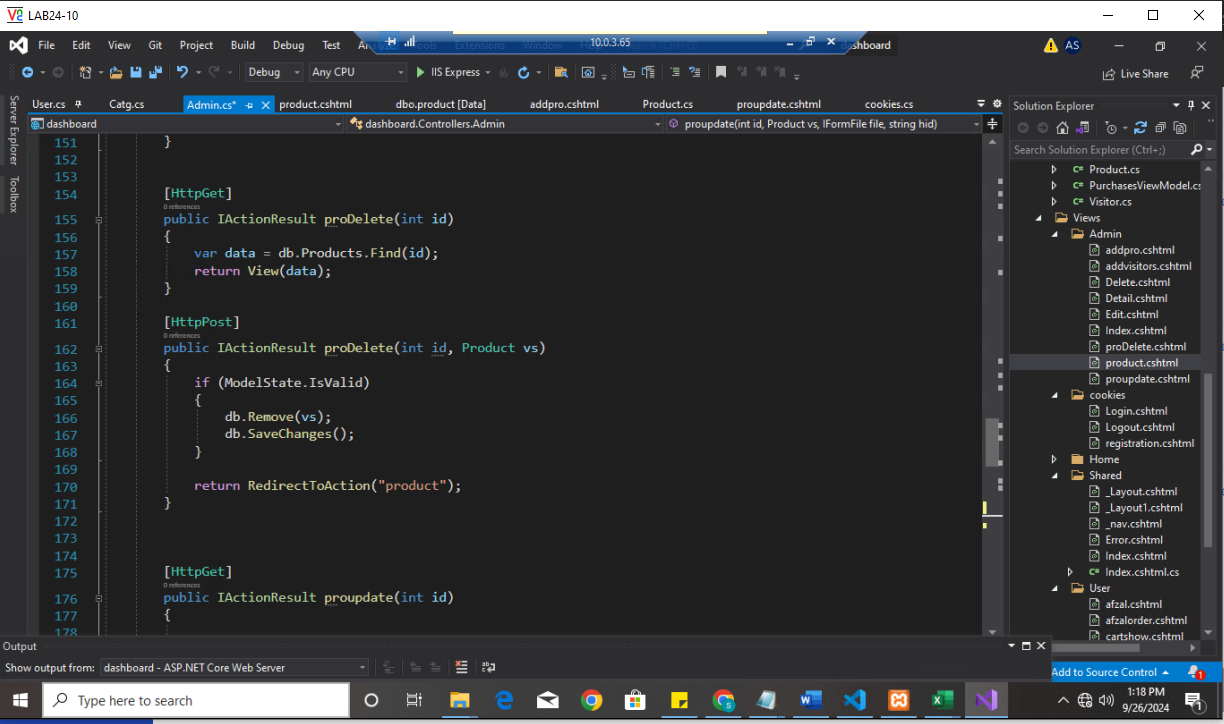 LAB24-10
File Edit View Git Project Build Debug Test
10.0.3.65
AS
Debug Any CPU IIS Express Live Share
User.cs Catg.cs Admin.cs* product.cshtml dbo.product [Data] addpro.cshtml Product.cs proupdate.cshtml cookies.cs
dashboard dashboard.Controllers.Admin proupdate(int id, Product vs, IFormFile file, string hid)
Server Explorer
Toolbox
151 }
152
153
154 [HttpGet]
0 references
155 public IActionResult proDelete(int id)
156 {
157 var data = db.Products.Find(id);
158 return View(data);
159 }
160
161 [HttpPost]
0 references
162 public IActionResult proDelete(int id, Product vs)
163 {
164 if (ModelState.IsValid)
165 {
166 db.Remove(vs);
167 db.SaveChanges();
168 }
169
170 return RedirectToAction("product");
171 }
172
173
174
175 [HttpGet]
0 references
176 public IActionResult proupdate(int id)
177 {
178
Solution Explorer
Search Solution Explorer (Ctrl+;)
Product.cs
PurchasesViewModel.cs
Visitor.cs
Views
Admin
addpro.cshtml
addvisitors.cshtml
Delete.cshtml
Detail.cshtml
Edit.cshtml
Index.cshtml
proDelete.cshtml
product.cshtml
proupdate.cshtml
cookies
Login.cshtml
Logout.cshtml
registration.cshtml
Home
Shared
_Layout.cshtml
_Layout1.cshtml
_nav.cshtml
Error.cshtml
Index.cshtml
Index.cshtml.cs
User
afzal.cshtml
afzalorder.cshtml
cartshow.cshtml
Output
Show output from: dashboard - ASP.NET Core Web Server
Add to Source Control 1
Type here to search
1:18 PM
9/26/2024
1